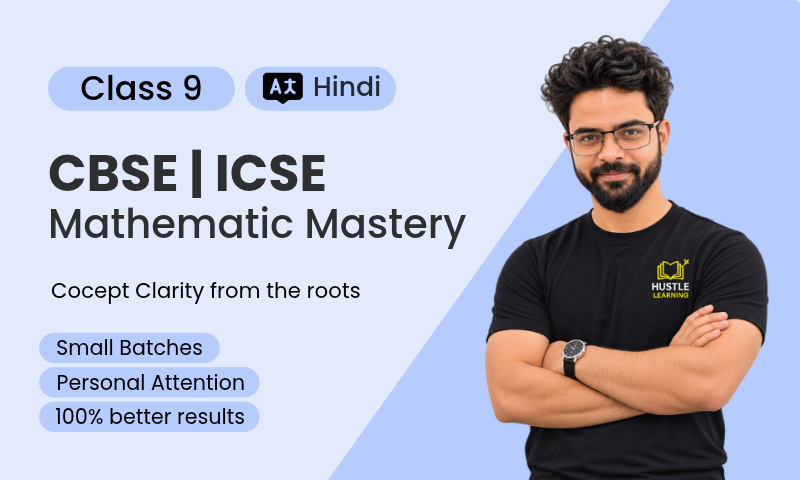 Class 9
Hindi
CBSE | ICSE
Mathematic Mastery
Cocept Clarity from the roots
Small Batches
Personal Attention
100% better results
HUSTLE
LEARNING